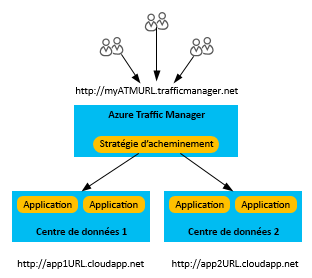 http://myATMURL.trafficmanager.net
Azure Traffic Manager
Stratégie d'acheminement
Application Application Application Application
Centre de données 1 Centre de données 2
http://app1URL.cloudapp.net http://app2URL.cloudapp.net